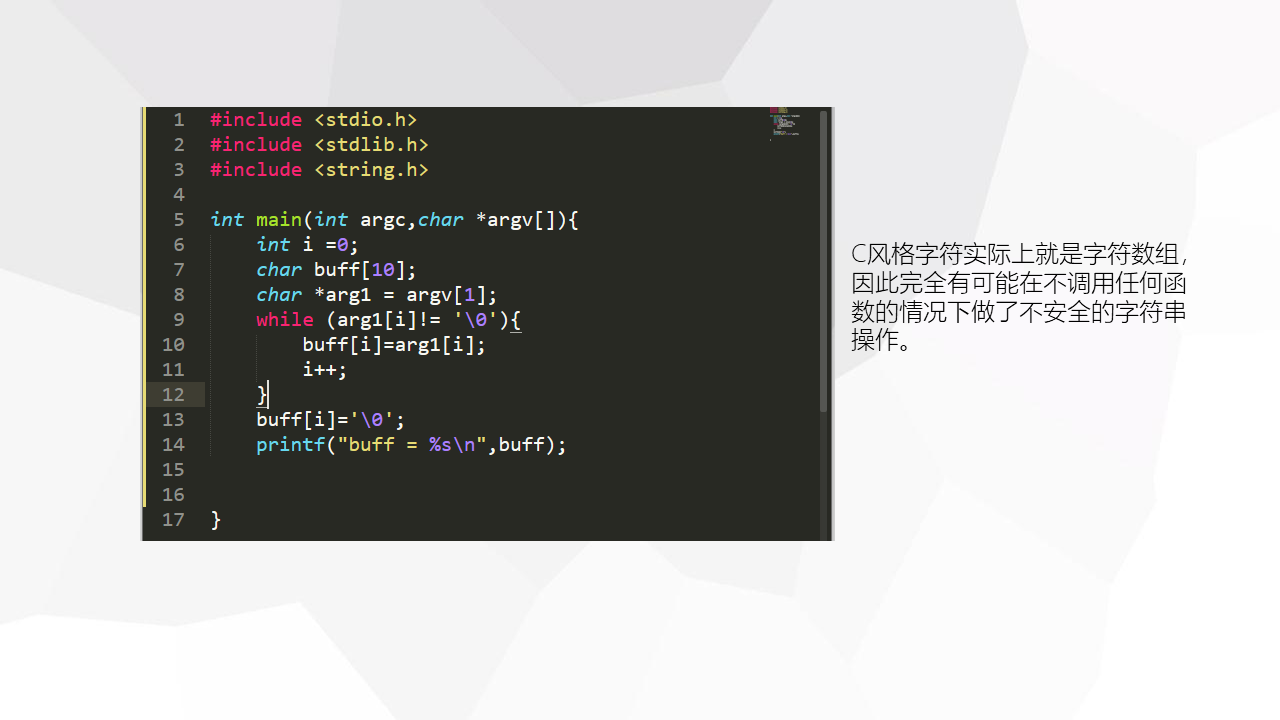 1 #include <stdio.h>
2 #include <stdlib.h>
3 #include <string.h>
4
5 int main(int argc,char *argv[]){
6     int i =0;
7     char buff[10];
8     char *arg1 = argv[1];
9     while (arg1[i]!= '\0'){
10         buff[i]=arg1[i];
11         i++;
12     }
13     buff[i]='\0';
14     printf("buff = %s\n",buff);
15
16
17 }
C风格字符实际上就是字符数组，
因此完全有可能在不调用任何函
数的情况下做了不安全的字符串
操作。